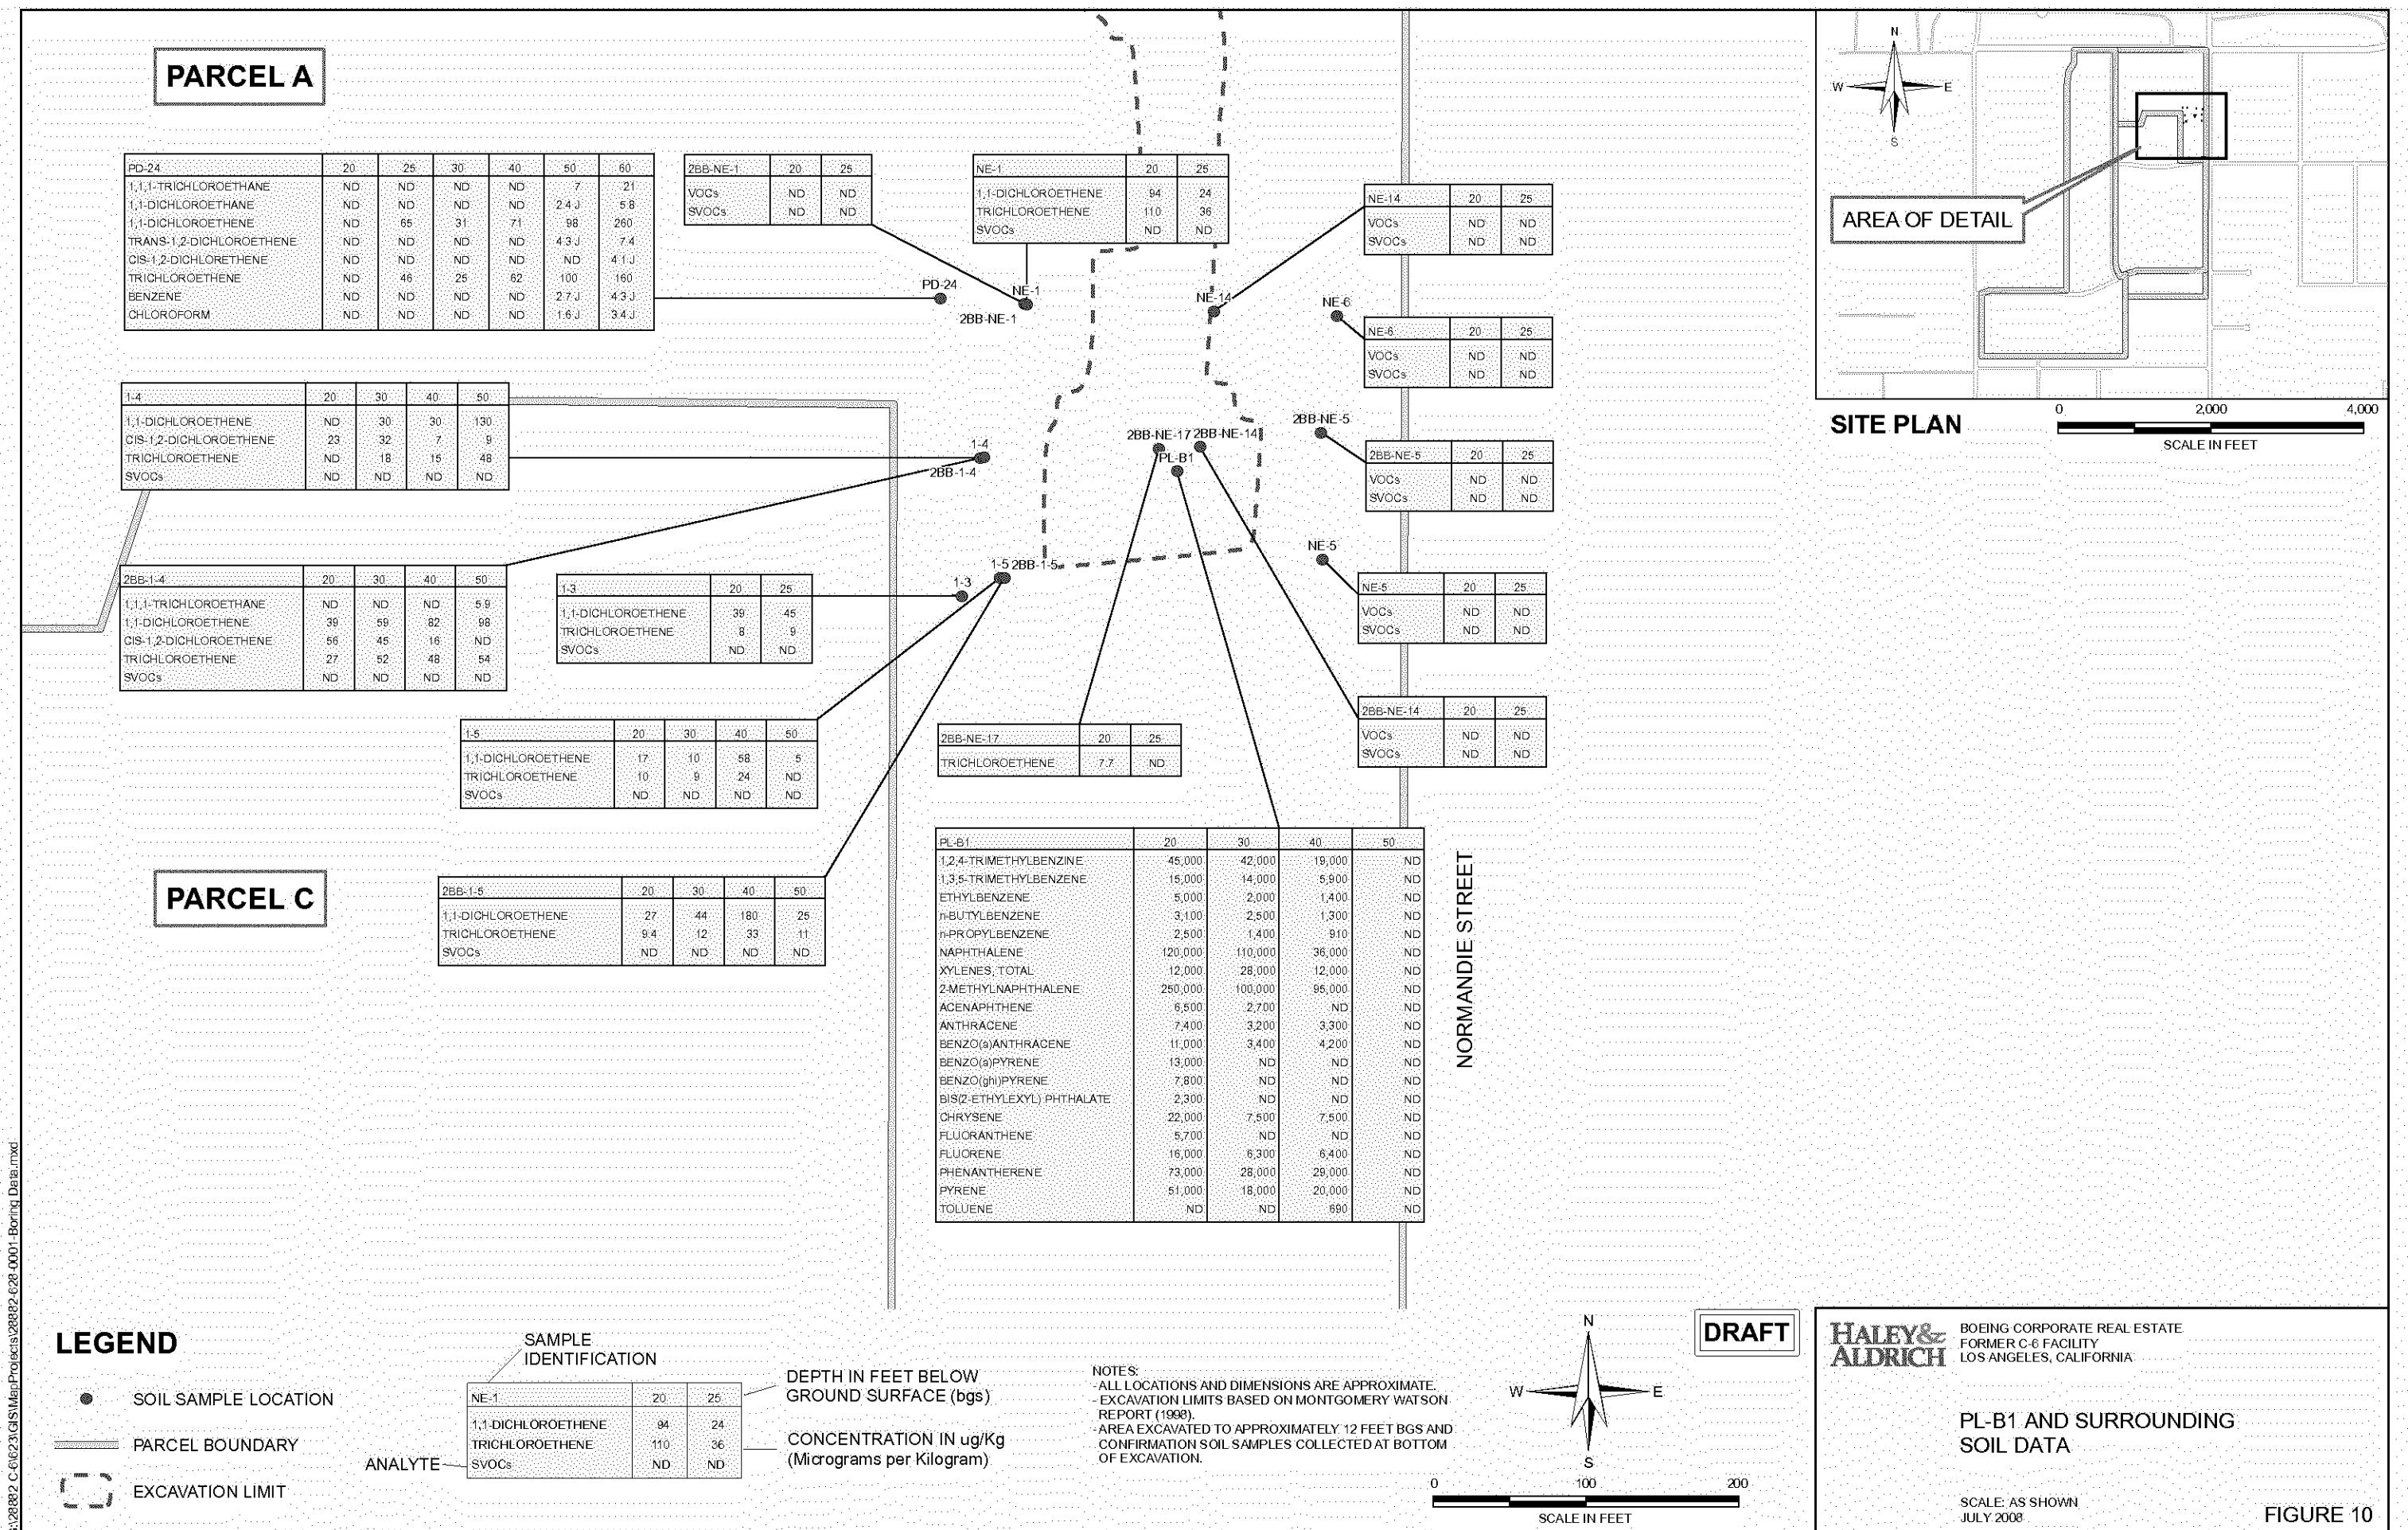 PARCEL A
PD-24 20 25 30 40 50 60
1,1,1-TRICHLOROETHANE ND ND ND ND 7 21
1,1-DICHLOROETHANE ND ND ND ND 2.4 J 5.8
1,1-DICHLOROETHENE ND 65 31 71 98 260
TRANS-1,2-DICHLOROETHENE ND ND ND ND 4.3 J 7.4
CIS-1,2-DICHLORETHENE ND ND ND ND ND 4.1 J
TRICHLOROETHENE ND 46 25 62 100 160
BENZENE ND ND ND ND 2.7 J 4.3 J
CHLOROFORM ND ND ND ND 1.6 J 3.4 J
2BB-NE-1 20 25
VOCs ND ND
SVOCs ND ND
NE-1 20 25
1,1-DICHLOROETHENE 94 24
TRICHLOROETHENE 110 36
SVOCs ND ND
NE-14 20 25
VOCs ND ND
SVOCs ND ND
PD-24
NE-1
2BB-NE-1
NE-14
NE-6
NE-6 20 25
VOCs ND ND
SVOCs ND ND
1-4 20 30 40 50
1,1-DICHLOROETHENE ND 30 30 130
CIS-1,2-DICHLOROETHENE 23 32 7 9
TRICHLOROETHENE ND 18 15 48
SVOCs ND ND ND ND
1-4
2BB-1-4
2BB-NE-17 2BB-NE-14
PL-B1
2BB-NE-5
2BB-NE-5 20 25
VOCs ND ND
SVOCs ND ND
2BB-1-4 20 30 40 50
1,1,1-TRICHLOROETHANE ND ND ND 5.9
1,1-DICHLOROETHENE 39 59 82 98
CIS-1,2-DICHLOROETHENE 56 45 16 ND
TRICHLOROETHENE 27 52 48 54
SVOCs ND ND ND ND
1-3 20 25
1,1-DICHLOROETHENE 39 45
TRICHLOROETHENE 8 9
SVOCs ND ND
1-3
1-5 2BB-1-5
NE-5
NE-5 20 25
VOCs ND ND
SVOCs ND ND
1-5 20 30 40 50
1,1-DICHLOROETHENE 17 10 58 5
TRICHLOROETHENE 10 9 24 ND
SVOCs ND ND ND ND
2BB-NE-17 20 25
TRICHLOROETHENE 7.7 ND
2BB-NE-14 20 25
VOCs ND ND
SVOCs ND ND
PARCEL C
2BB-1-5 20 30 40 50
1,1-DICHLOROETHENE 27 44 180 25
TRICHLOROETHENE 9.4 12 33 11
SVOCs ND ND ND ND
PL-B1 20 30 40 50
1,2,4-TRIMETHYLBENZINE 45,000 42,000 19,000 ND
1,3,5-TRIMETHYLBENZENE 15,000 14,000 5,900 ND
ETHYLBENZENE 5,000 2,000 1,400 ND
n-BUTYLBENZENE 3,100 2,500 1,300 ND
n-PROPYLBENZENE 2,500 1,400 910 ND
NAPHTHALENE 120,000 110,000 36,000 ND
XYLENES, TOTAL 12,000 28,000 12,000 ND
2-METHYLNAPHTHALENE 250,000 100,000 95,000 ND
ACENAPHTHENE 6,500 2,700 ND ND
ANTHRACENE 7,400 3,200 3,300 ND
BENZO(a)ANTHRACENE 11,000 3,400 4,200 ND
BENZO(a)PYRENE 13,000 ND ND ND
BENZO(ghi)PYRENE 7,800 ND ND ND
BIS(2-ETHYLEXYL) PHTHALATE 2,300 ND ND ND
CHRYSENE 22,000 7,500 7,500 ND
FLUORANTHENE 5,700 ND ND ND
FLUORENE 16,000 6,300 6,400 ND
PHENANTHERENE 73,000 28,000 29,000 ND
PYRENE 51,000 18,000 20,000 ND
TOLUENE ND ND 690 ND
NORMANDIE STREET
N
W E
S
AREA OF DETAIL
SITE PLAN
0 2,000 4,000
SCALE IN FEET
LEGEND
SOIL SAMPLE LOCATION
PARCEL BOUNDARY
EXCAVATION LIMIT
SAMPLE
IDENTIFICATION
NE-1 20 25
1,1-DICHLOROETHENE 94 24
TRICHLOROETHENE 110 36
SVOCs ND ND
ANALYTE
DEPTH IN FEET BELOW
GROUND SURFACE (bgs)
CONCENTRATION IN ug/Kg
(Micrograms per Kilogram)
NOTES:
-ALL LOCATIONS AND DIMENSIONS ARE APPROXIMATE.
-EXCAVATION LIMITS BASED ON MONTGOMERY WATSON
REPORT (1998).
-AREA EXCAVATED TO APPROXIMATELY 12 FEET BGS AND
CONFIRMATION SOIL SAMPLES COLLECTED AT BOTTOM
OF EXCAVATION.
N
W E
S
0 100 200
SCALE IN FEET
DRAFT
HALEY&
ALDRICH
BOEING CORPORATE REAL ESTATE
FORMER C-6 FACILITY
LOS ANGELES, CALIFORNIA
PL-B1 AND SURROUNDING
SOIL DATA
SCALE: AS SHOWN
JULY 2008
FIGURE 10
G:\28882 C-6\623\GIS\MapProjects\28882-628-0001-Boring Data.mxd